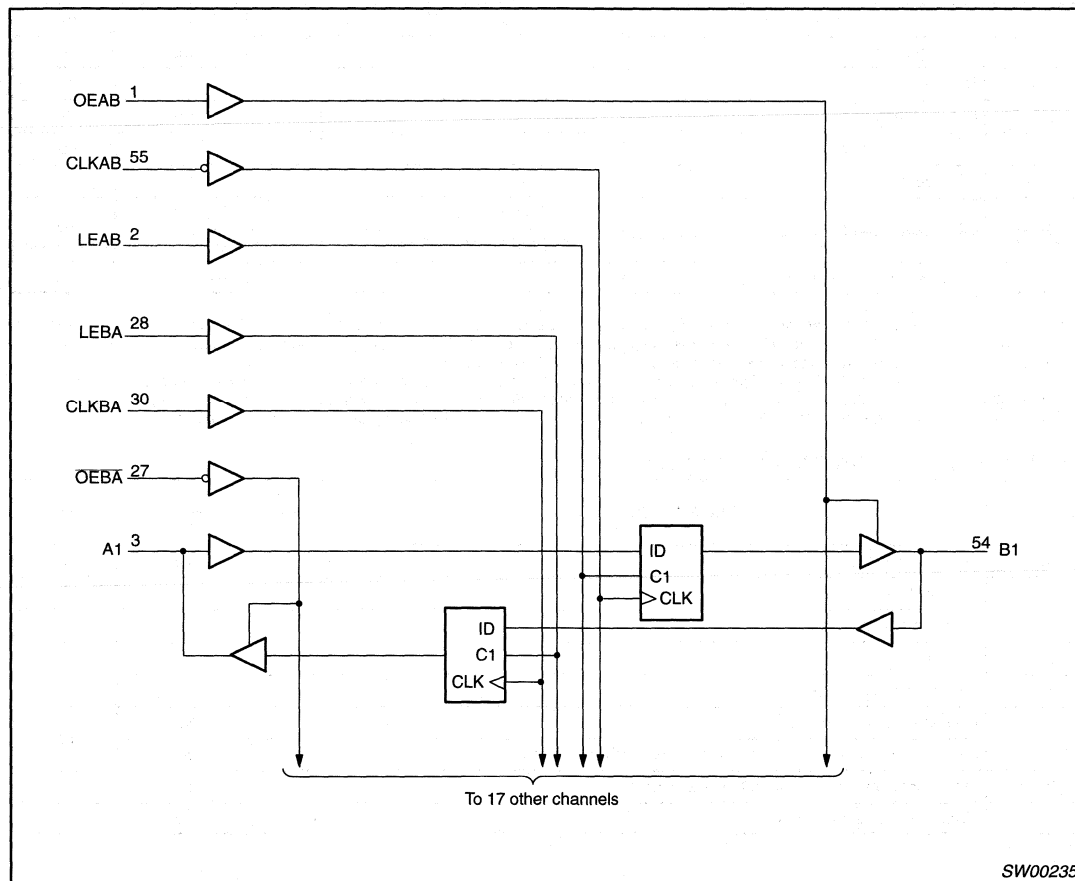 OEAB 1
CLKAB 55
LEAB 2
LEBA 28
CLKBA 30
OEBA 27
A1 3
ID
C1
CLK
54 B1
ID
C1
CLK
To 17 other channels
SW00235